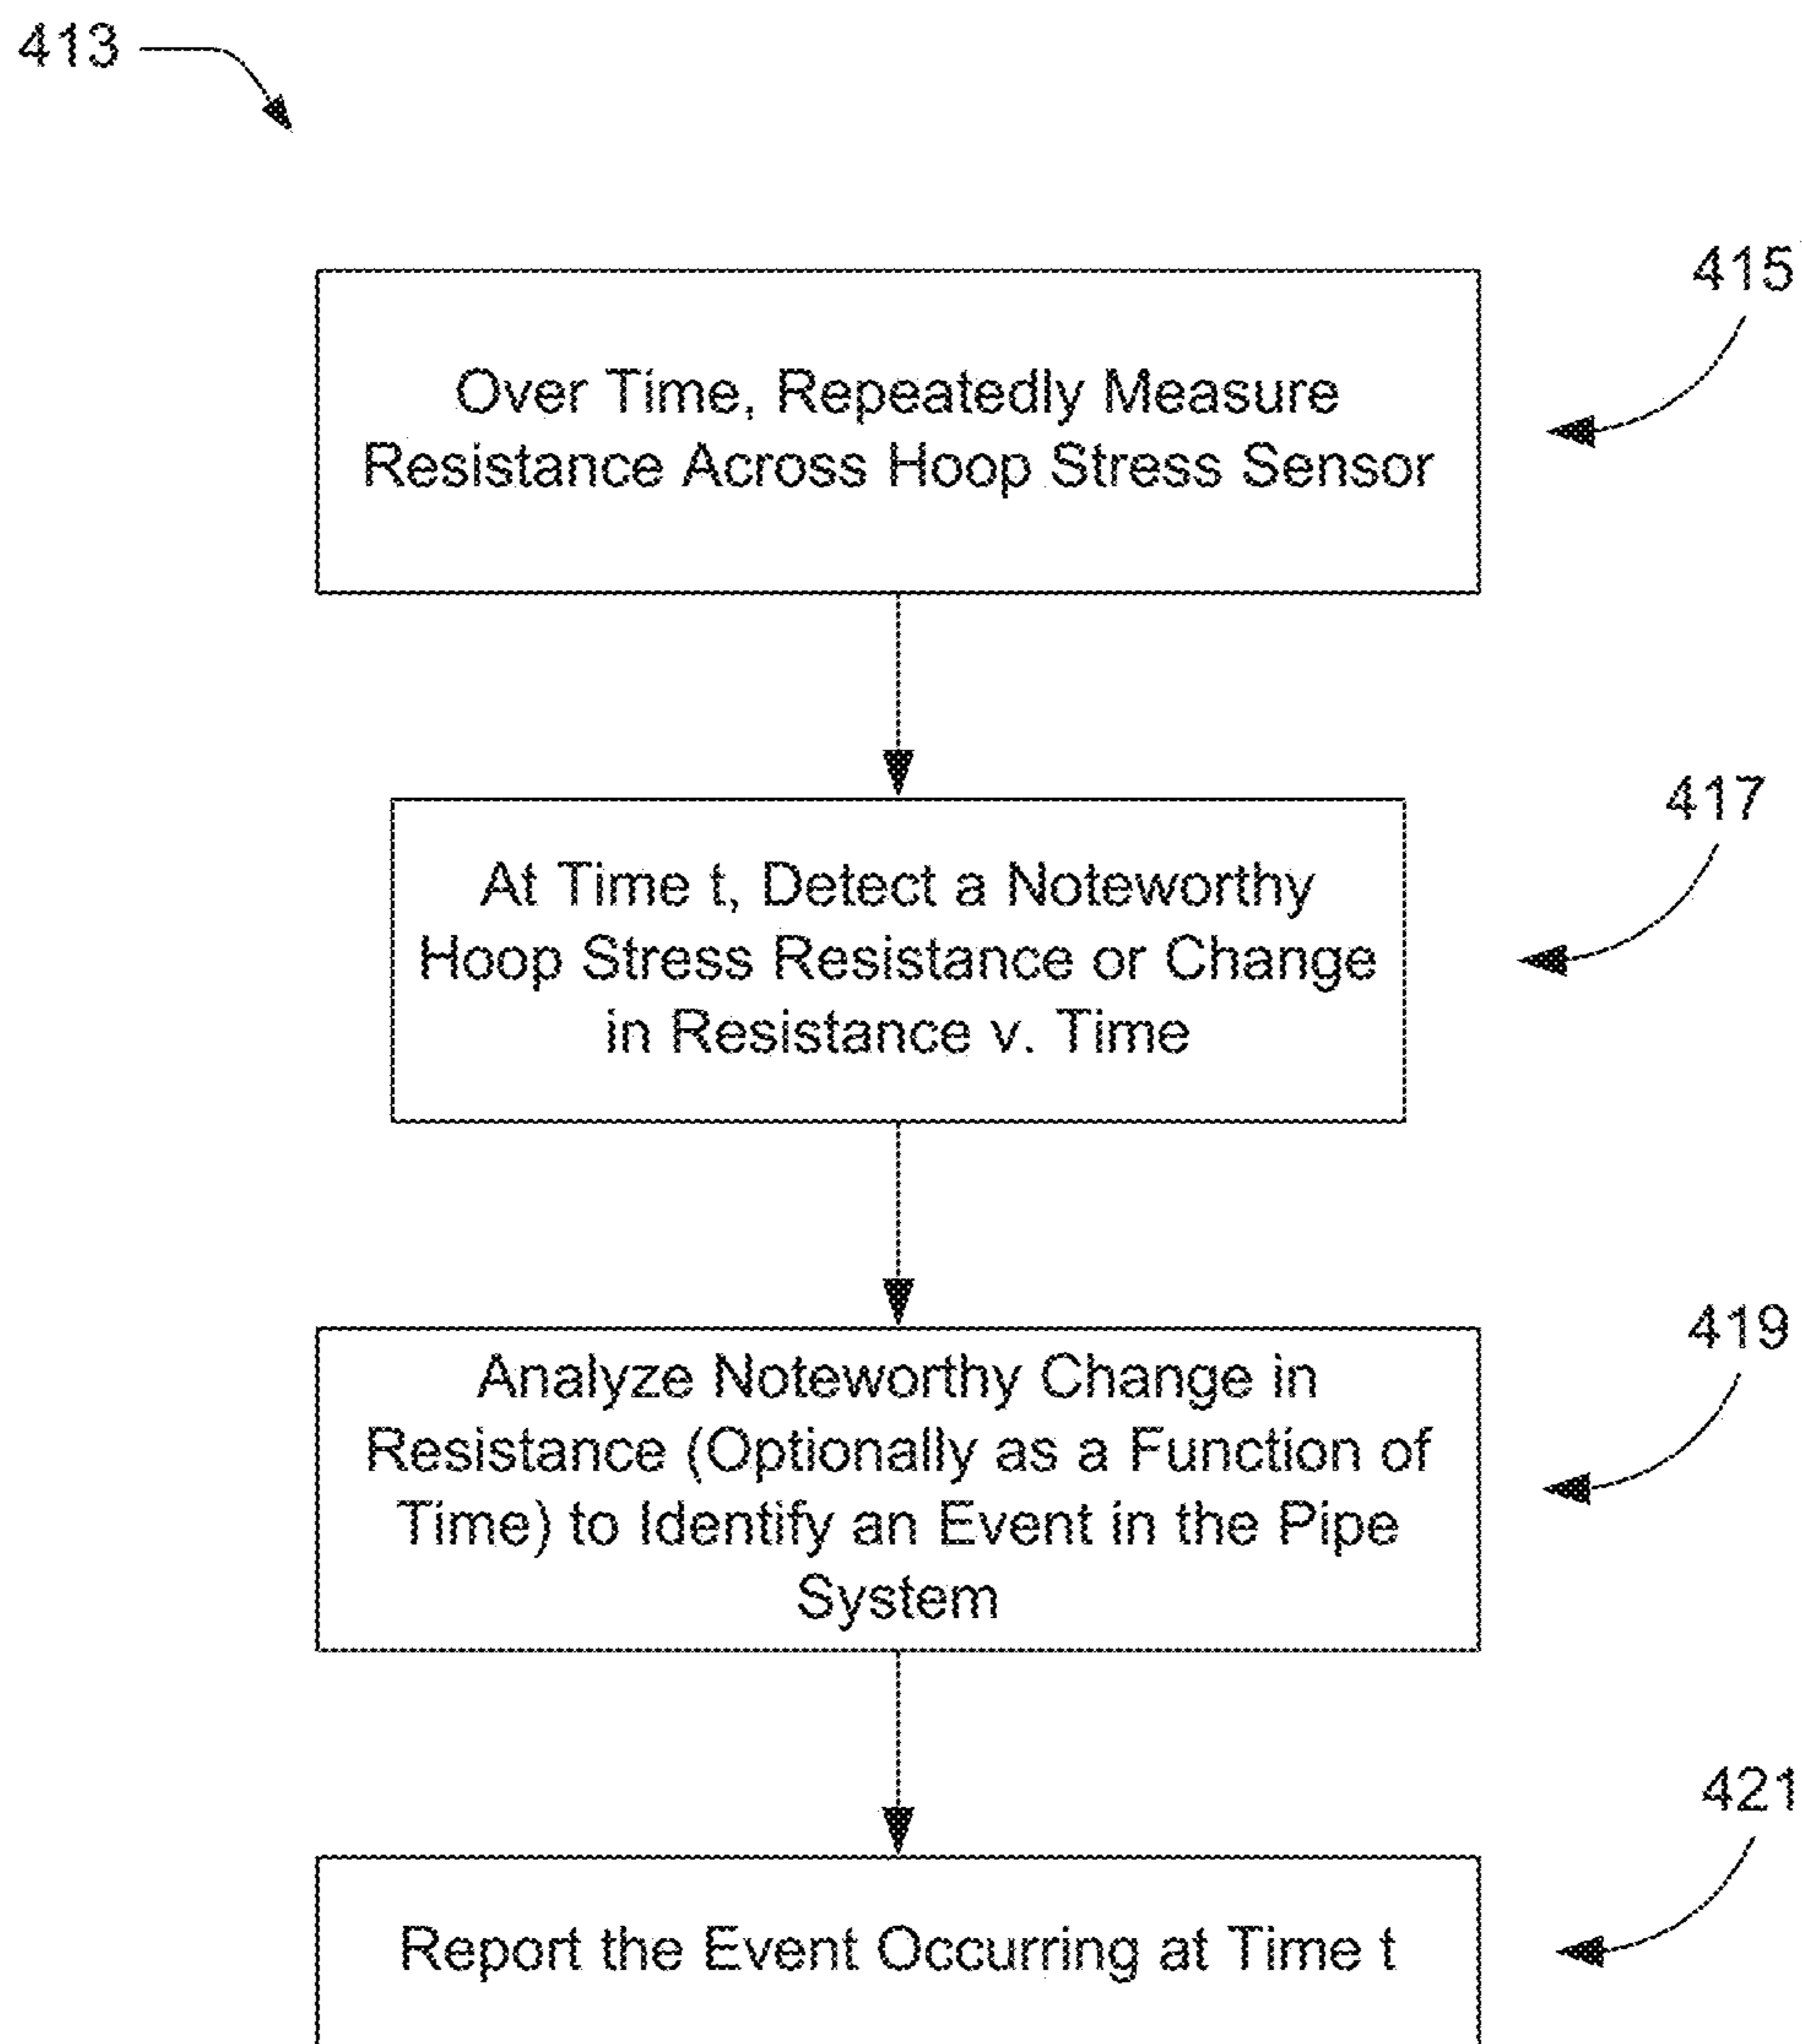 413
415
Over Time, Repeatedly Measure
Resistance Across Hoop Stress Sensor
417
At Time t, Detect a Noteworthy
Hoop Stress Resistance or Change
in Resistance v. Time
419
Analyze Noteworthy Change in
Resistance (Optionally as a Function of
Time) to Identify an Event in the Pipe
System
421
Report the Event Occurring at Time t